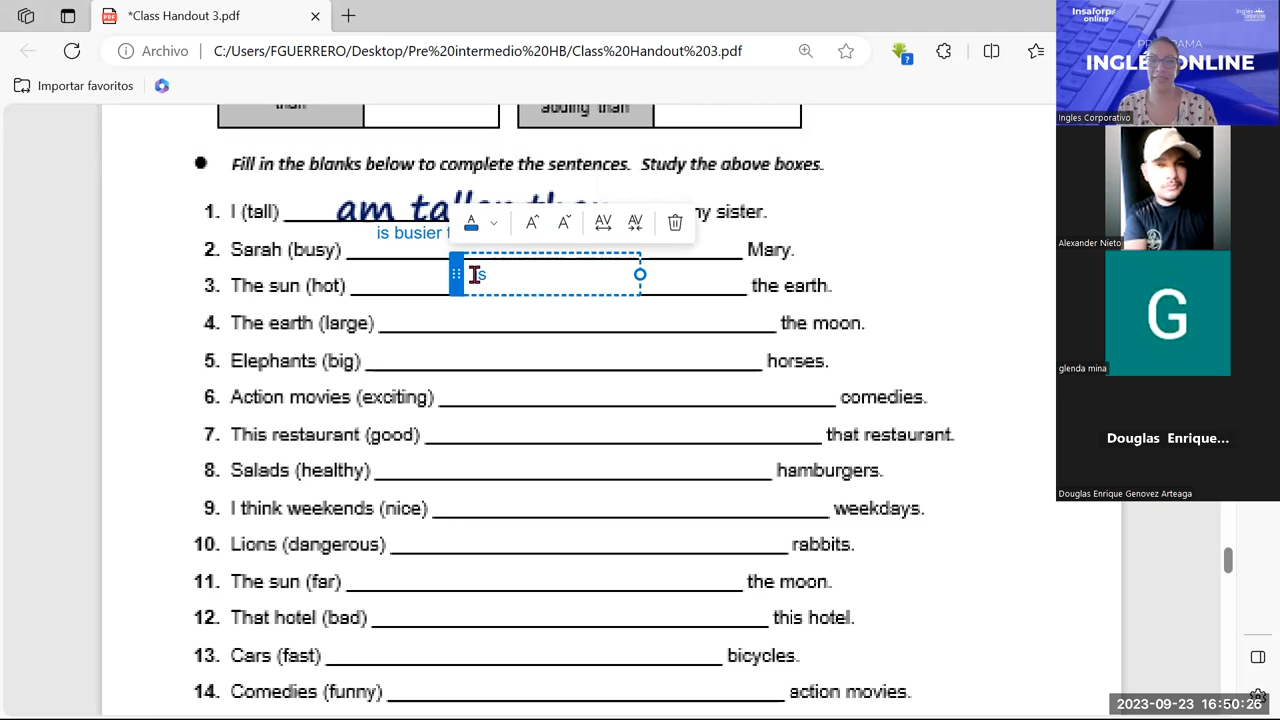 *Class Handout 3.pdf
Archivo
C:/Users/FGUERRERO/Desktop/Pre%20intermedio%20HB/Class%20Handout%203.pdf
Importar favoritos
than
adding than
Fill in the blanks below to complete the sentences. Study the above boxes.
1. I (tall) am taller than my sister.
is busier
2. Sarah (busy) Mary.
is
3. The sun (hot) the earth.
4. The earth (large) the moon.
5. Elephants (big) horses.
6. Action movies (exciting) comedies.
7. This restaurant (good) that restaurant.
8. Salads (healthy) hamburgers.
9. I think weekends (nice) weekdays.
10. Lions (dangerous) rabbits.
11. The sun (far) the moon.
12. That hotel (bad) this hotel.
13. Cars (fast) bicycles.
14. Comedies (funny) action movies.
Insaforp
online
INGLÉS ONLINE
Ingles Corporativo
Alexander Nieto
G
glenda mina
Douglas Enrique...
Douglas Enrique Genovez Arteaga
2023-09-23 16:50:26